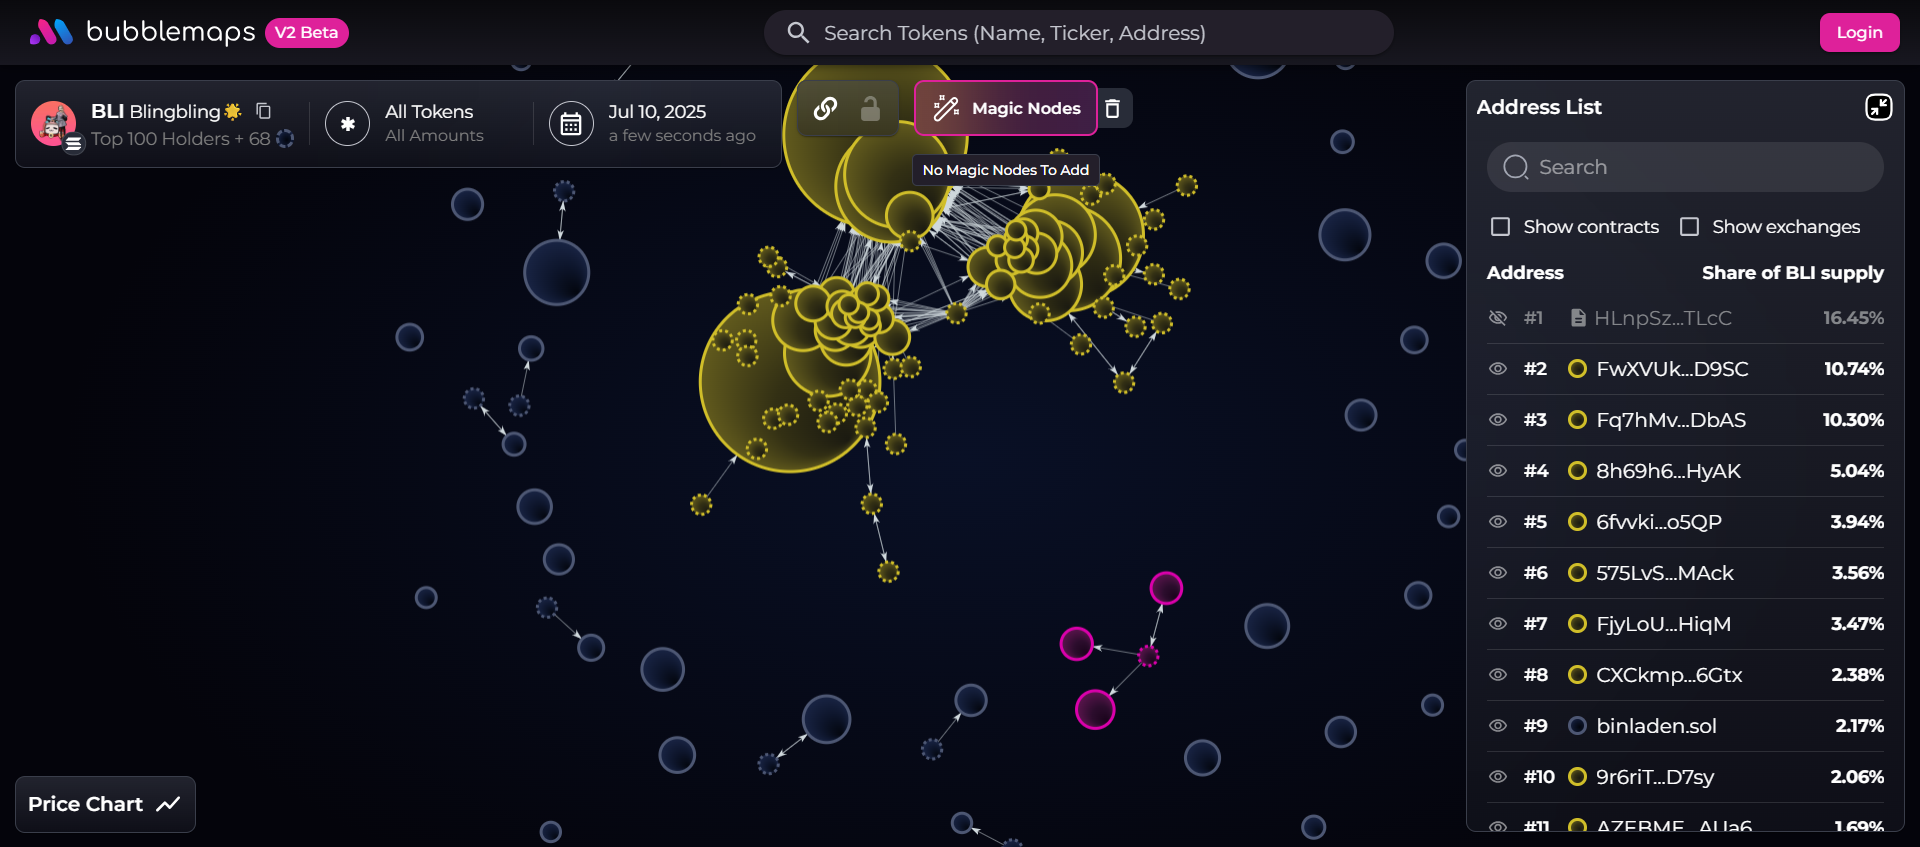 bubblemaps V2 Beta
Search Tokens (Name, Ticker, Address)
Login
BLI Blingbling🌟
Top 100 Holders + 68
All Tokens
All Amounts
Jul 10, 2025
a few seconds ago
Magic Nodes
No Magic Nodes To Add
Address List
Search
Show contracts Show exchanges
Address Share of BLI supply
#1 HLnpSz...TLcC 16.45%
#2 FwXVUk...D9SC 10.74%
#3 Fq7hMv...DbAS 10.30%
#4 8h69h6...HyAK 5.04%
#5 6fvvki...o5QP 3.94%
#6 575LvS...MAck 3.56%
#7 FjyLoU...HiqM 3.47%
#8 CXCkmp...6Gtx 2.38%
#9 binladen.sol 2.17%
#10 9r6riT...D7sy 2.06%
#11 1.69%
Price Chart